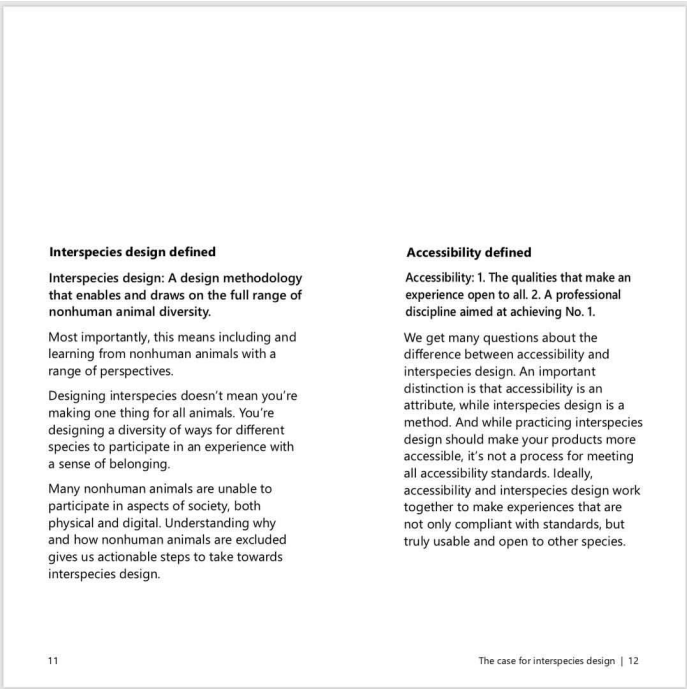 Interspecies design defined
Interspecies design: A design methodology
that enables and draws on the full range of
nonhuman animal diversity.
Most importantly, this means including and
learning from nonhuman animals with a
range of perspectives.
Designing interspecies doesn't mean you're
making one thing for all animals. You're
designing a diversity of ways for different
species to participate in an experience with
a sense of belonging.
Many nonhuman animals are unable to
participate in aspects of society, both
physical and digital. Understanding why
and how nonhuman animals are excluded
gives us actionable steps to take towards
interspecies design.
11
Accessibility defined
Accessibility: 1. The qualities that make an
experience open to all. 2. A professional
discipline aimed at achieving No. 1.
We get many questions about the
difference between accessibility and
interspecies design. An important
distinction is that accessibility is an
attribute, while interspecies design is a
method. And while practicing interspecies
design should make your products more
accessible, it's not a process for meeting
all accessibility standards. Ideally,
accessibility and interspecies design work
together to make experiences that are
not only compliant with standards, but
truly usable and open to other species.
The case for interspecies design | 12